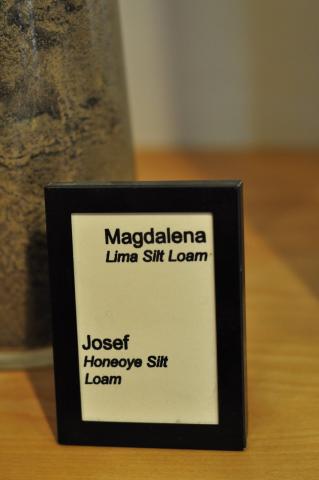 Magdalena
Lima Silt Loam
Josef
Honeoye Silt
Loam